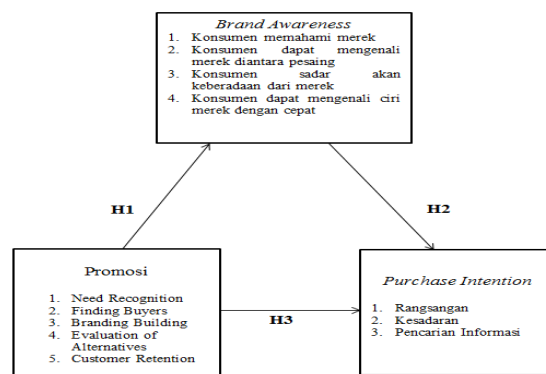 Brand Awareness
1. Konsumen memahami merek
2. Konsumen dapat mengenali
merek diantara pesaing
3. Konsumen sadar akan
keberadaan dari merek
4. Konsumen dapat mengenali ciri
merek dengan cepat
H1
H2
Promosi
1. Need Recognition
2. Finding Buyers
3. Branding Building
4. Evaluation of
Alternatives
5. Customer Retention
H3
Purchase Intention
1. Rangsangan
2. Kesadaran
3. Pencarian Informasi